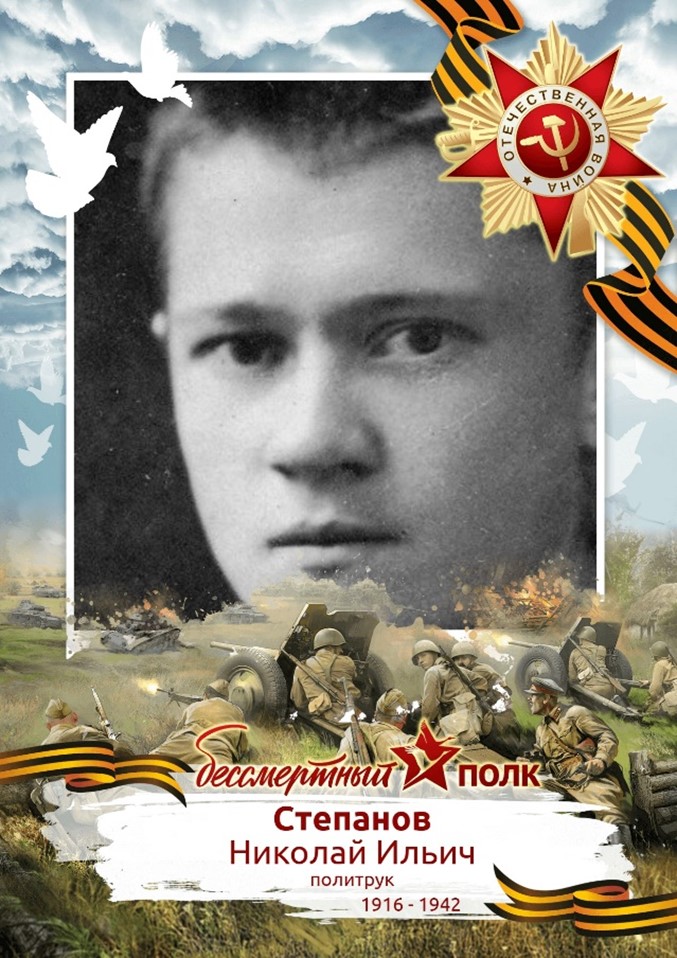 ОТЕЧЕСТВЕННАЯ ВОЙНА
бессмертный ПОЛК
Степанов
Николай Ильич
политрук
1916 - 1942